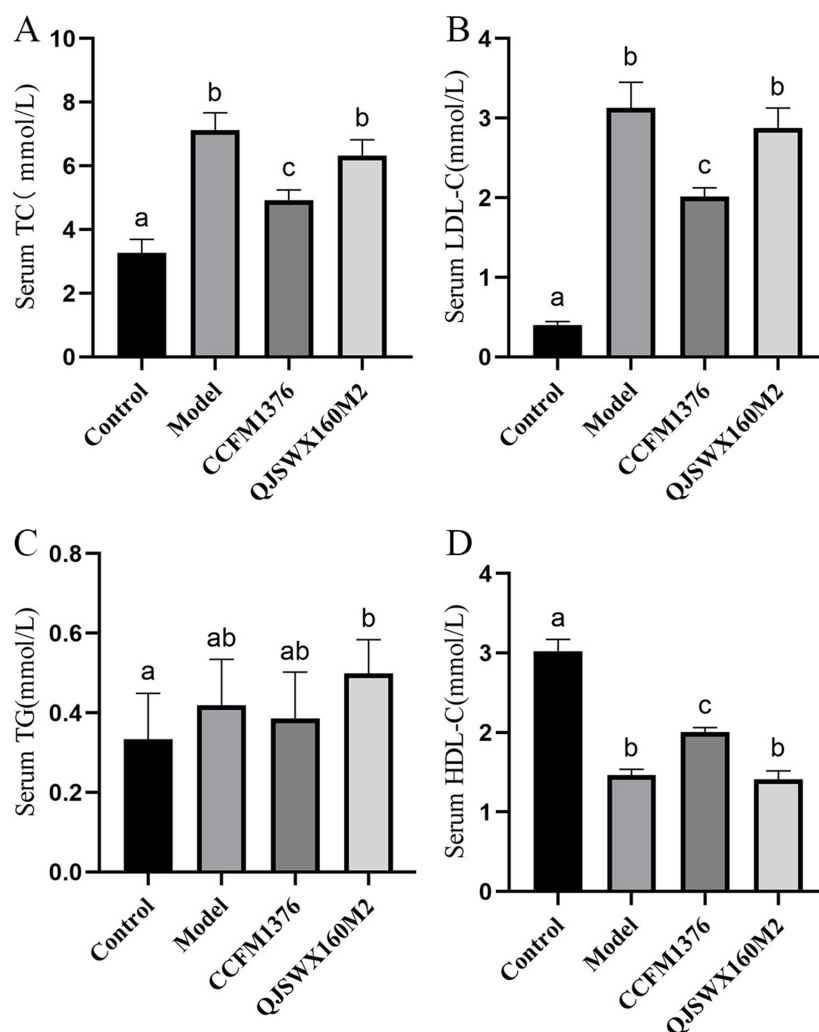 A
Serum TC( mmol/L)
10
8
6
4
2
0
a
b
c
b
Control
Model
CCFM1376
QJSWX160M2
B
Serum LDL-C(mmol/L)
4
3
2
1
0
a
b
c
b
Control
Model
CCFM1376
QJSWX160M2
C
Serum TG(mmol/L)
0.8
0.6
0.4
0.2
0.0
a
ab
ab
b
Control
Model
CCFM1376
QJSWX160M2
D
Serum HDL-C(mmol/L)
4
3
2
1
0
a
b
c
b
Control
Model
CCFM1376
QJSWX160M2